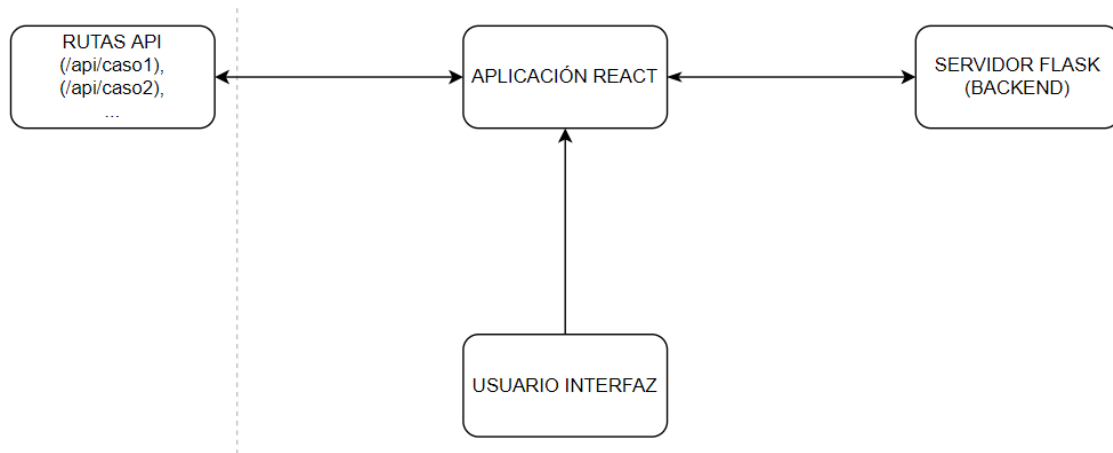 RUTAS API
(/api/caso1),
(/api/caso2),
...
APLICACIÓN REACT
SERVIDOR FLASK
(BACKEND)
USUARIO INTERFAZ